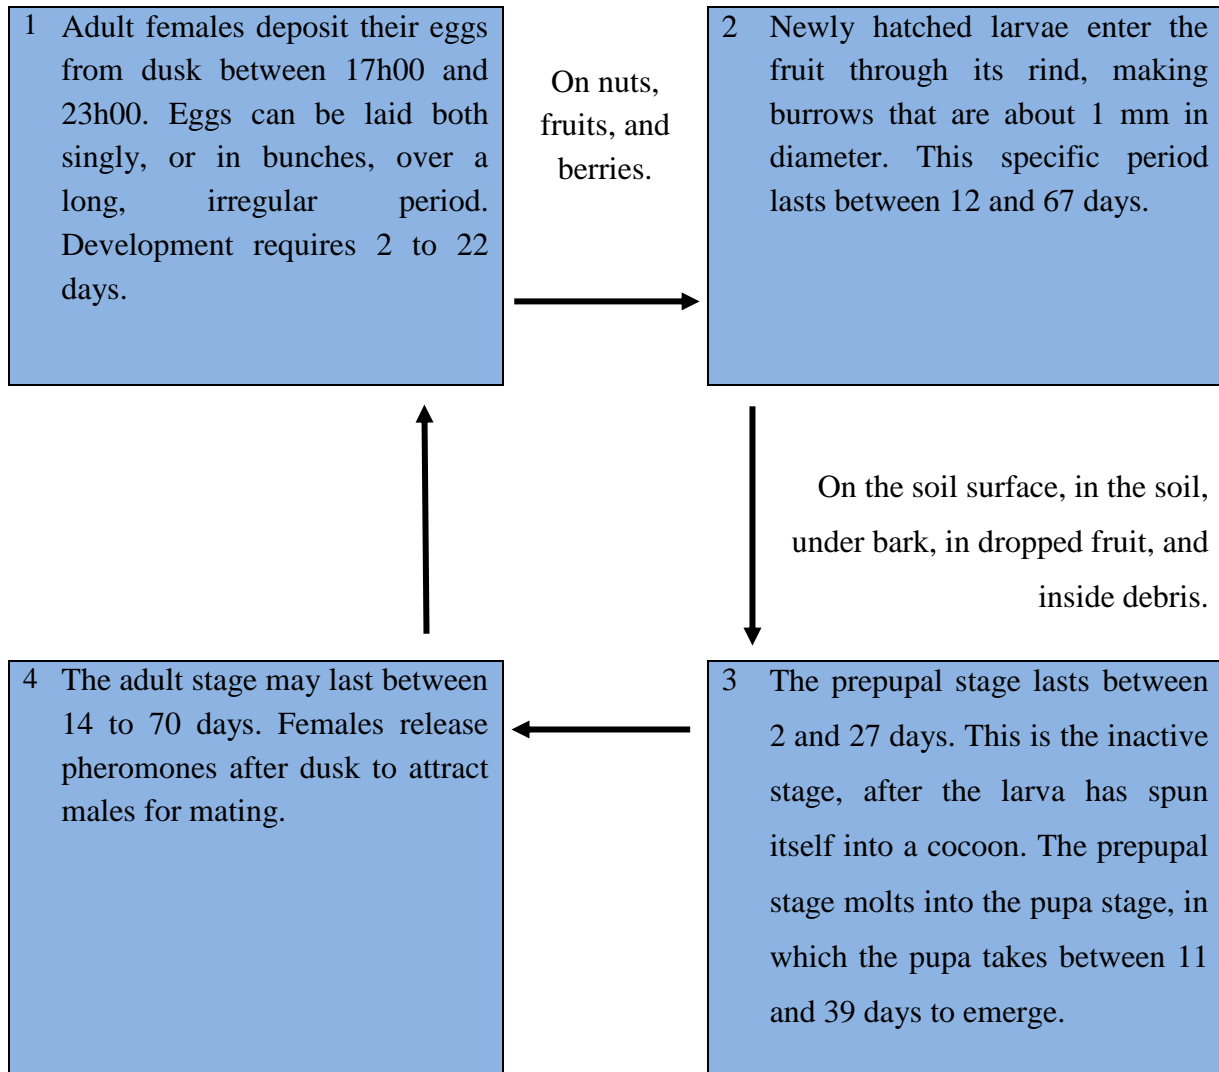 1 Adult females deposit their eggs
from dusk between 17h00 and
23h00. Eggs can be laid both
singly, or in bunches, over a
long, irregular period.
Development requires 2 to 22
days.
On nuts,
fruits, and
berries.
2 Newly hatched larvae enter the
fruit through its rind, making
burrows that are about 1 mm in
diameter. This specific period
lasts between 12 and 67 days.
On the soil surface, in the soil,
under bark, in dropped fruit, and
inside debris.
3 The prepupal stage lasts between
2 and 27 days. This is the inactive
stage, after the larva has spun
itself into a cocoon. The prepupal
stage molts into the pupa stage, in
which the pupa takes between 11
and 39 days to emerge.
4 The adult stage may last between
14 to 70 days. Females release
pheromones after dusk to attract
males for mating.